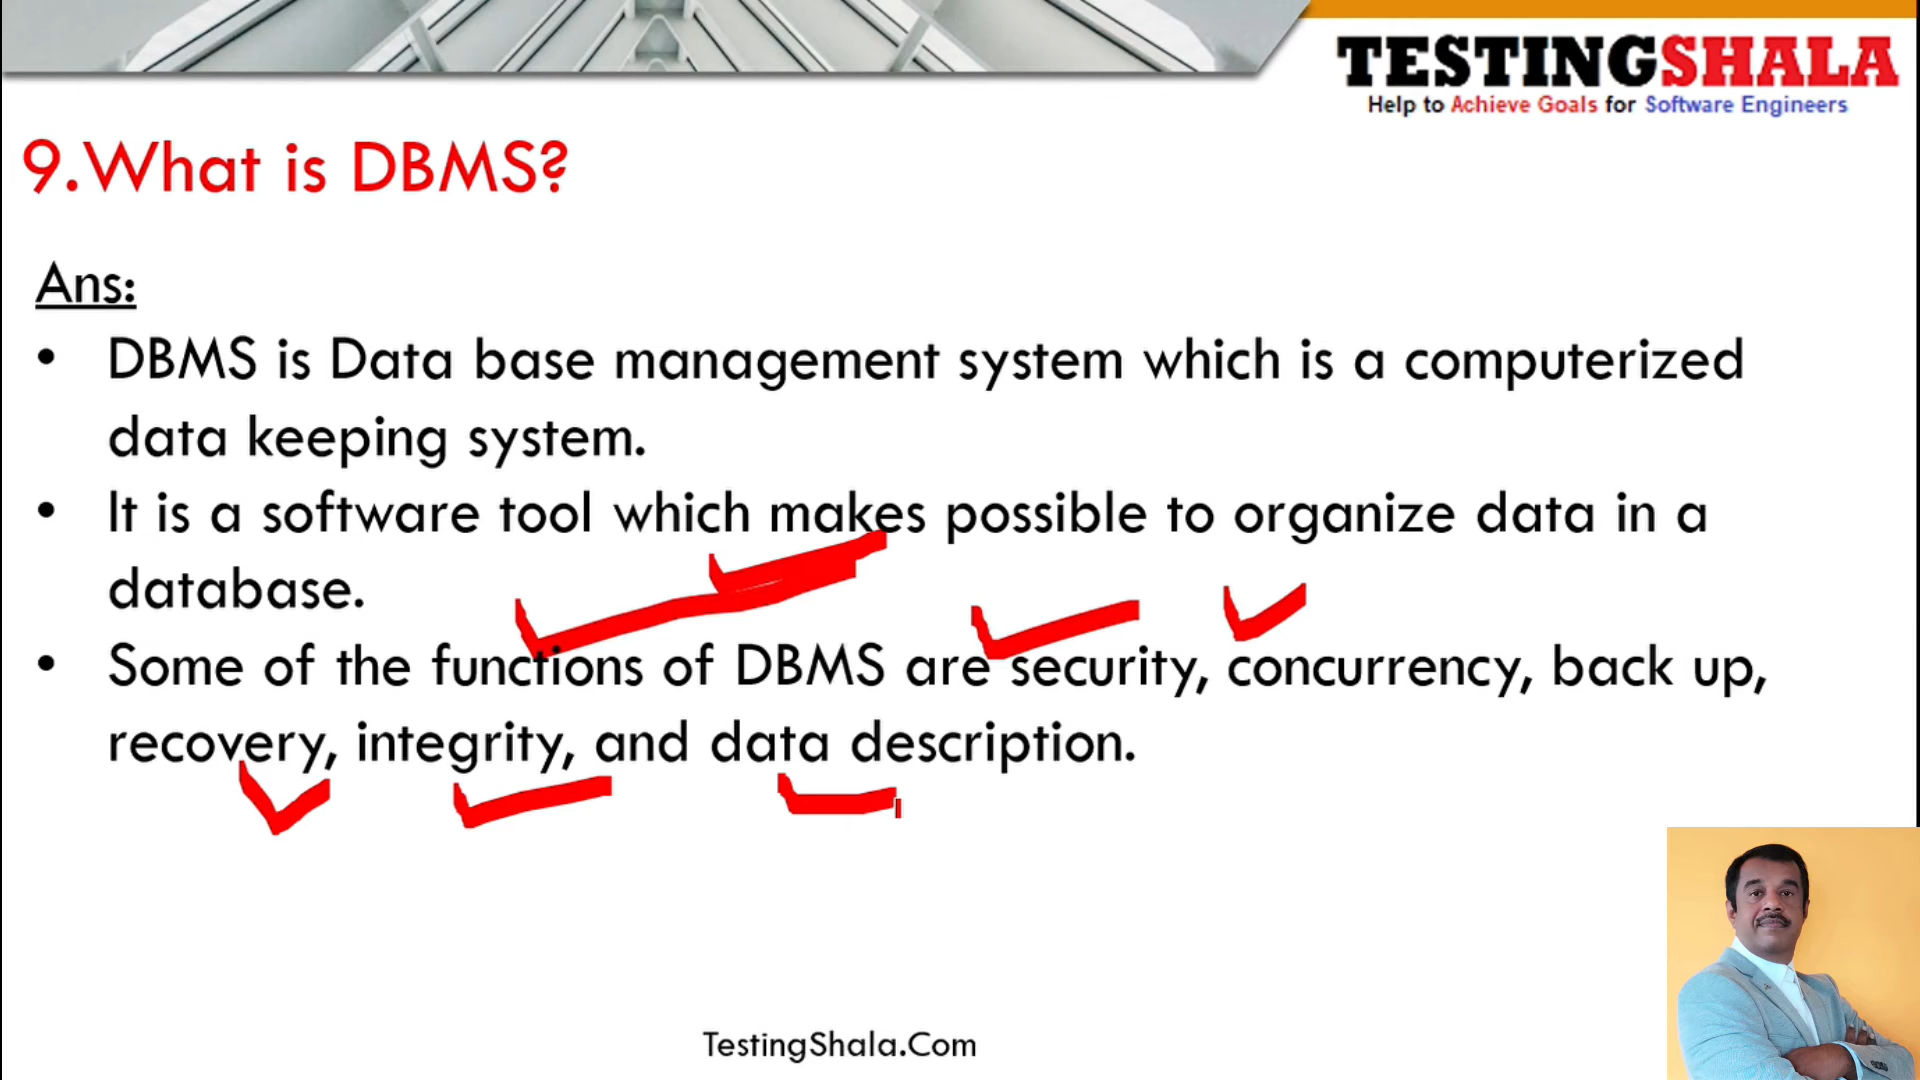 TESTINGSHALA
Help to Achieve Goals for Software Engineers
9.What is DBMS?
Ans:
• DBMS is Data base management system which is a computerized
data keeping system.
• It is a software tool which makes possible to organize data in a
database.
• Some of the functions of DBMS are security, concurrency, back up,
recovery, integrity, and data description.
TestingShala.Com